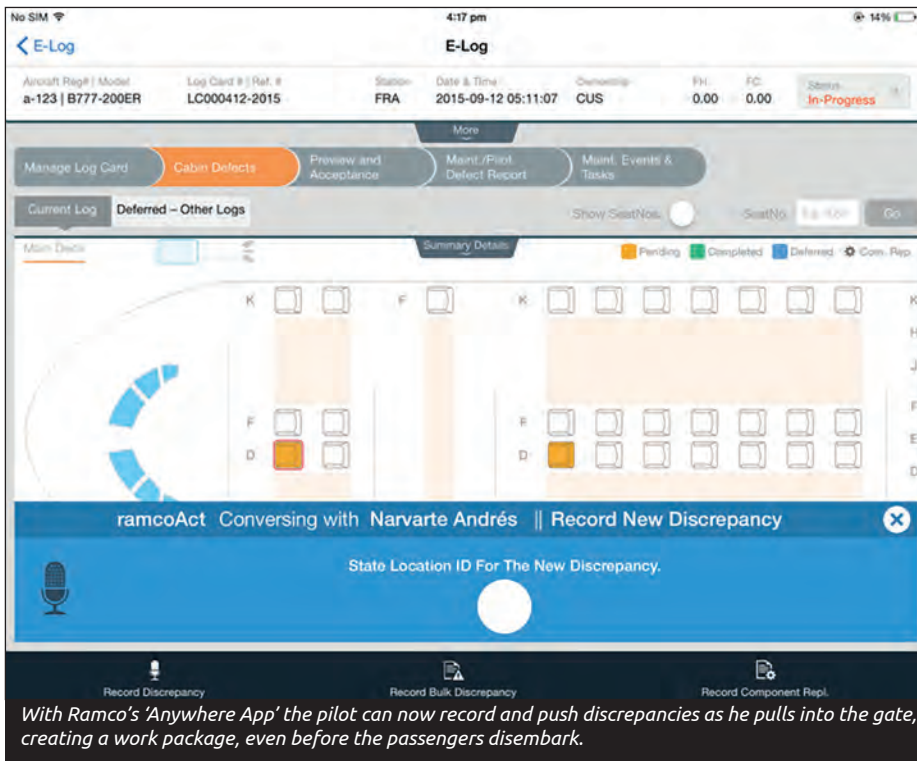 No SIM 4:17 pm 14%
E-Log E-Log
Aircraft Reg# | Model Log Card # | Ref. # Station Date & Time Ownership FH. FC. Status
a-123 | B777-200ER LC000412-2015 FRA 2015-09-12 05:11:07 CUS 0.00 0.00 In-Progress
More
Manage Log Card Cabin Defects Preview and Acceptance Maint./Pilot Defect Report Maint. Events & Tasks
Current Log Deferred – Other Logs Show SeatNos. SeatNo. Go
Main Deck Summary Details Pending Completed Deferred Com. Rep.
K F K K
H
J
F F F
D D E
D
ramcoAct Conversing with Narvarte Andrés || Record New Discrepancy
State Location ID For The New Discrepancy.
Record Discrepancy Record Bulk Discrepancy Record Component Repl.
With Ramco's 'Anywhere App' the pilot can now record and push discrepancies as he pulls into the gate,
creating a work package, even before the passengers disembark.